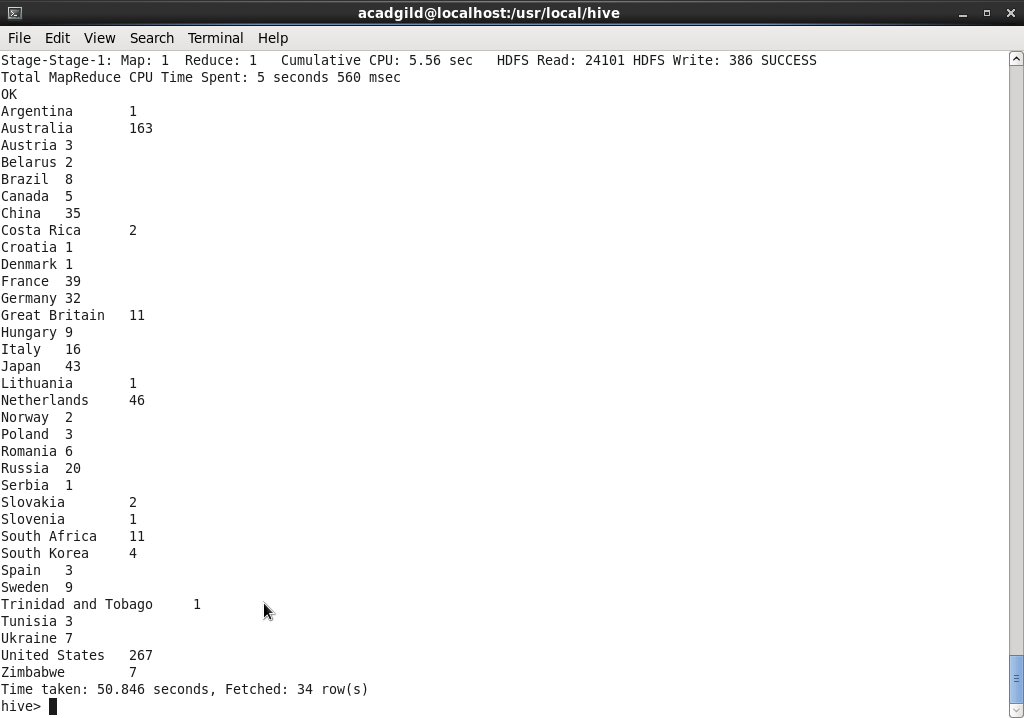 acadgild@localhost:/usr/local/hive
File Edit View Search Terminal Help
Stage-Stage-1: Map: 1  Reduce: 1   Cumulative CPU: 5.56 sec   HDFS Read: 24101 HDFS Write: 386 SUCCESS
Total MapReduce CPU Time Spent: 5 seconds 560 msec
OK
Argentina	1
Australia	163
Austria	3
Belarus	2
Brazil	8
Canada	5
China	35
Costa Rica	2
Croatia	1
Denmark	1
France	39
Germany	32
Great Britain	11
Hungary	9
Italy	16
Japan	43
Lithuania	1
Netherlands	46
Norway	2
Poland	3
Romania	6
Russia	20
Serbia	1
Slovakia	2
Slovenia	1
South Africa	11
South Korea	4
Spain	3
Sweden	9
Trinidad and Tobago	1
Tunisia	3
Ukraine	7
United States	267
Zimbabwe	7
Time taken: 50.846 seconds, Fetched: 34 row(s)
hive>